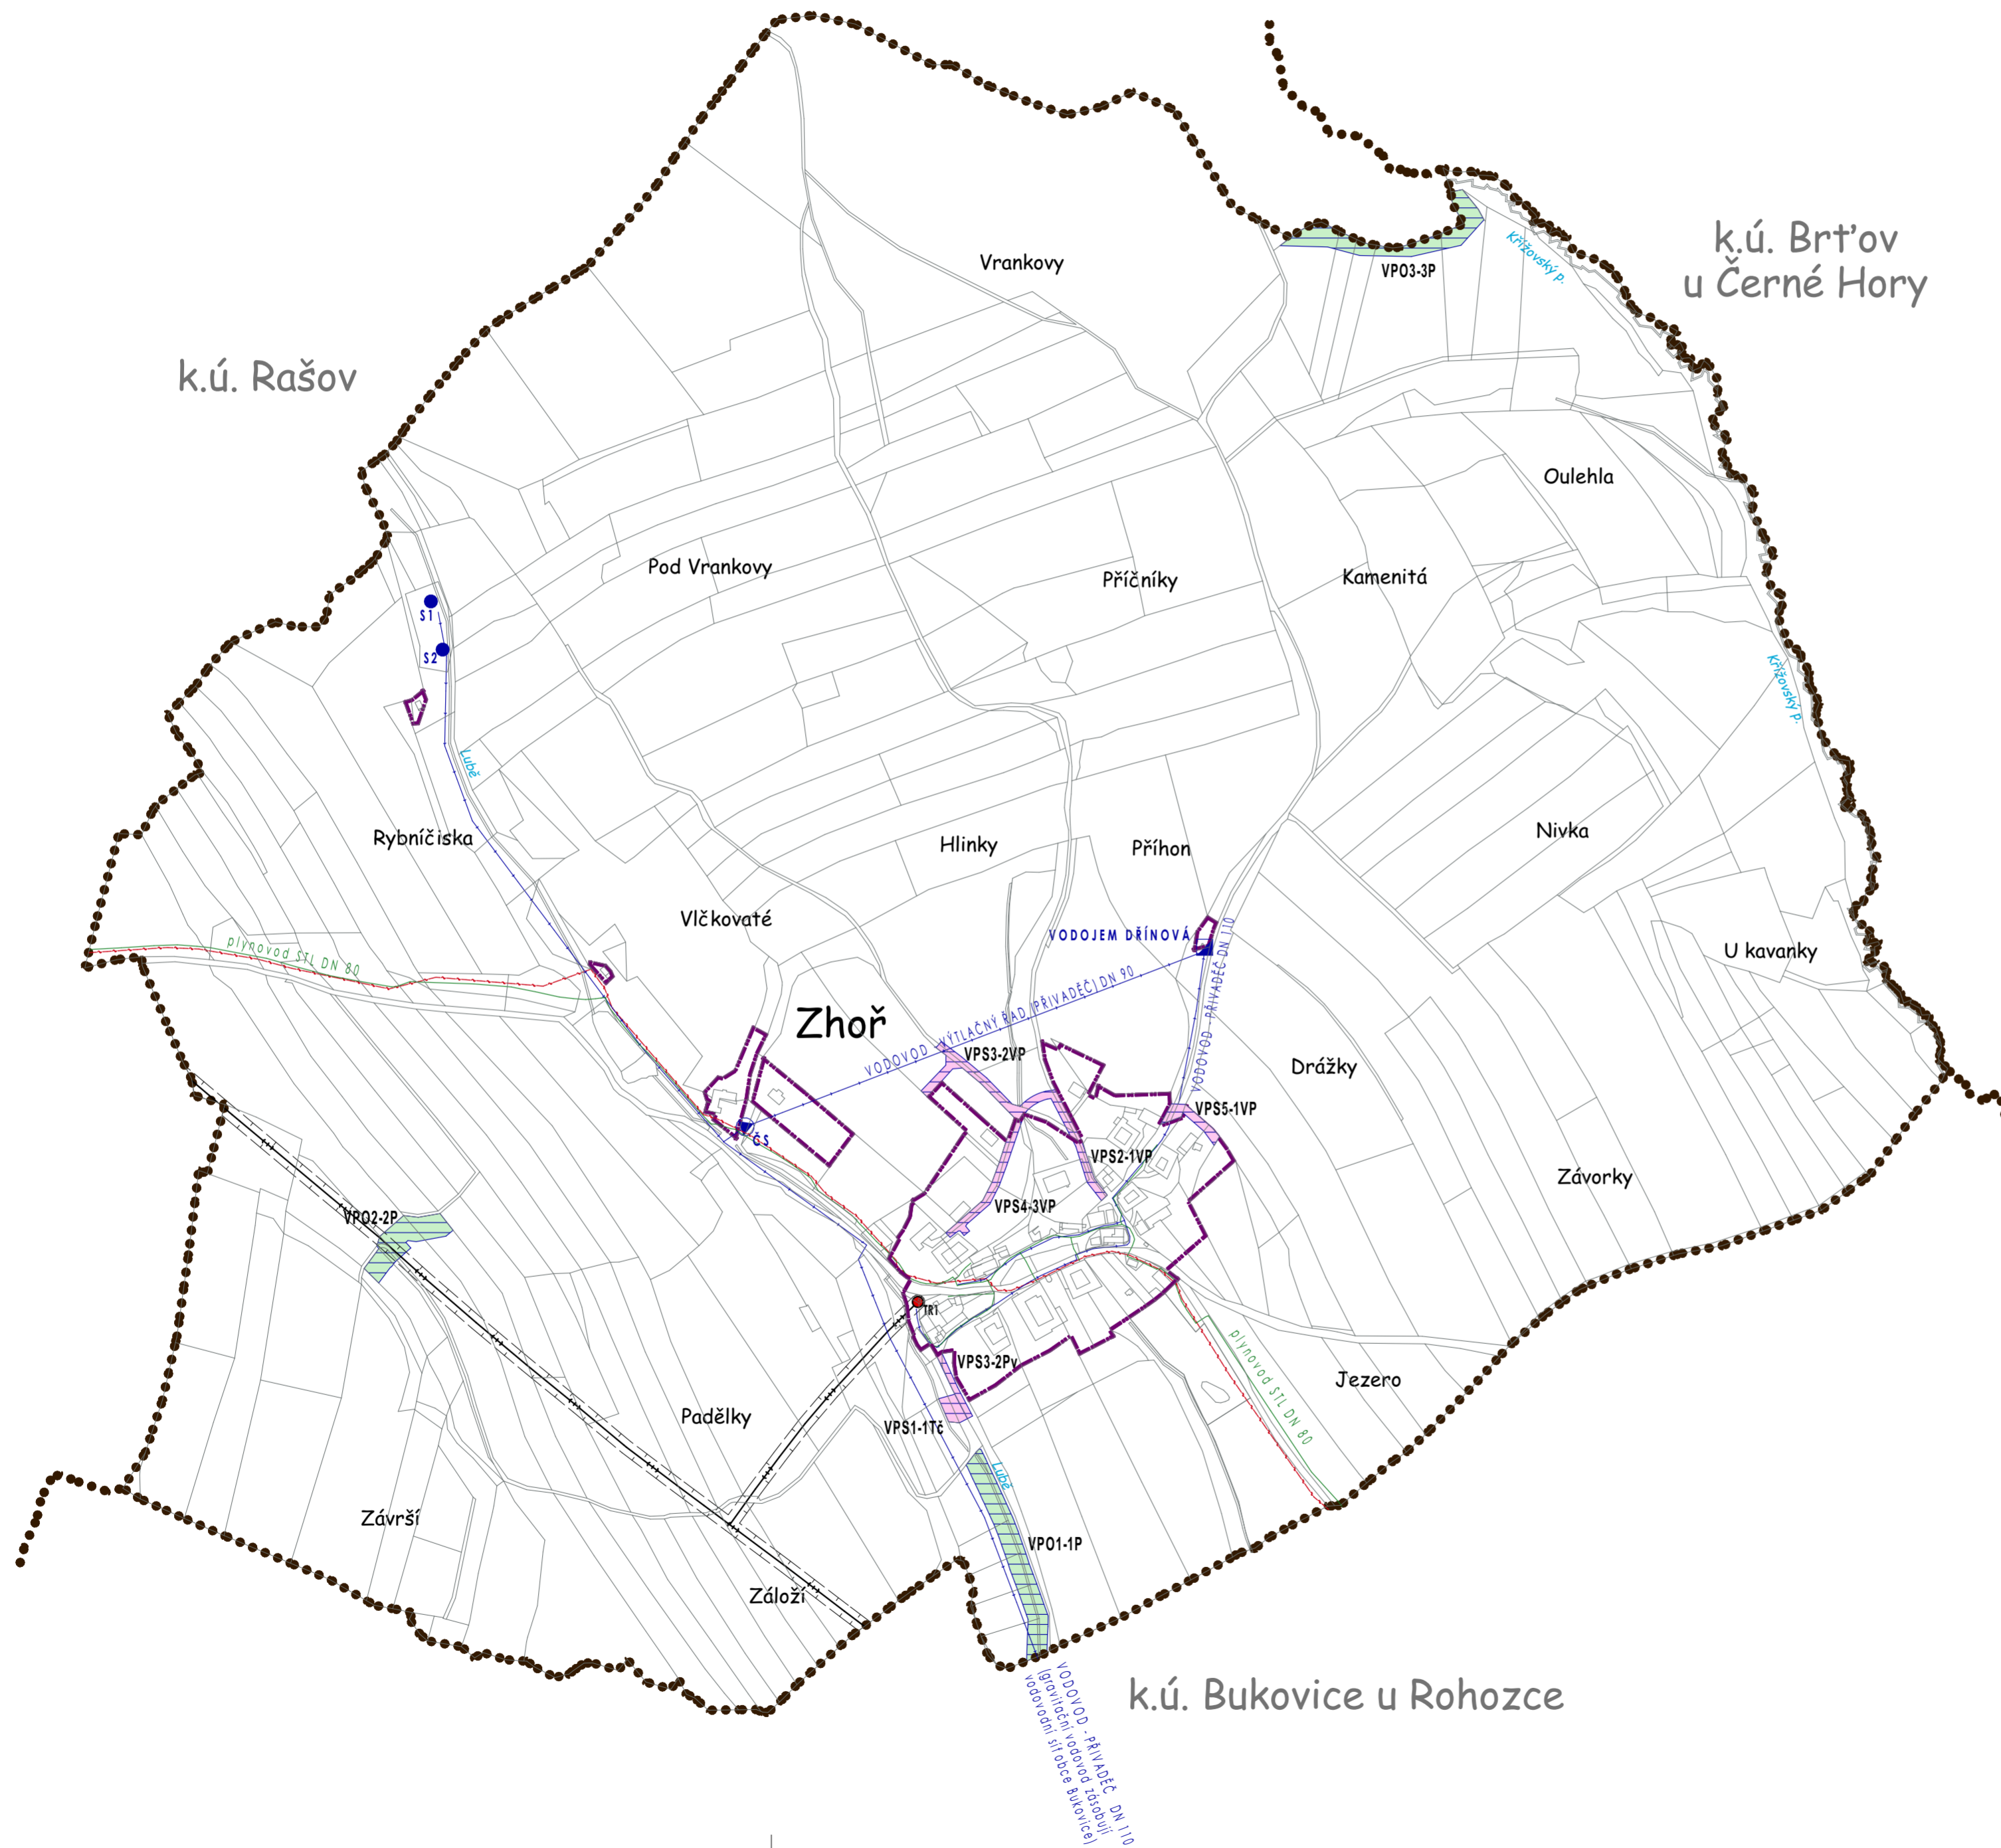 Vrankovy
VPO3-3P
Křížovský p.
k.ú. Brťov
u Černé Hory
k.ú. Rašov
Oulehla
Pod Vrankovy
Příčníky
Kamenitá
S1
S2
Křížovský p.
Lubě
Rybníčiska
Hlinky
Příhon
Nivka
Vlčkovaté
VODOJEM DŘÍNOVÁ
VODOVOD - PŘIVADĚČ DN 110
U kavanky
plynovod STL DN 80
VODOVOD - VÝTLAČNÝ ŘAD (PŘIVADĚČ) DN 90
Zhoř
VPS3-2VP
Drážky
VPS5-1VP
ČS
VPS2-1VP
Závorky
VPS4-3VP
VPO2-2P
TR1
plynovod STL DN 80
VPS3-2Pv
Jezero
Padělky
VPS1-1Tč
Lubě
Závrší
VPO1-1P
Záloží
k.ú. Bukovice u Rohozce
VODOVOD - PŘIVADĚČ DN 110
(gravitační vodovod zásobují
vodovodní síť obce Bukovice)